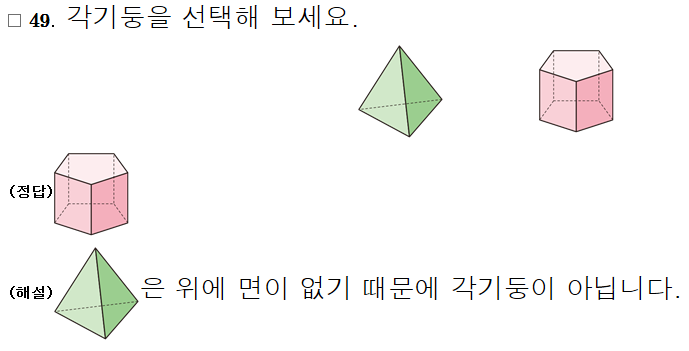 □ 49. 각기둥을 선택해 보세요.
(정답)
(해설) 은 위에 면이 없기 때문에 각기둥이 아닙니다.